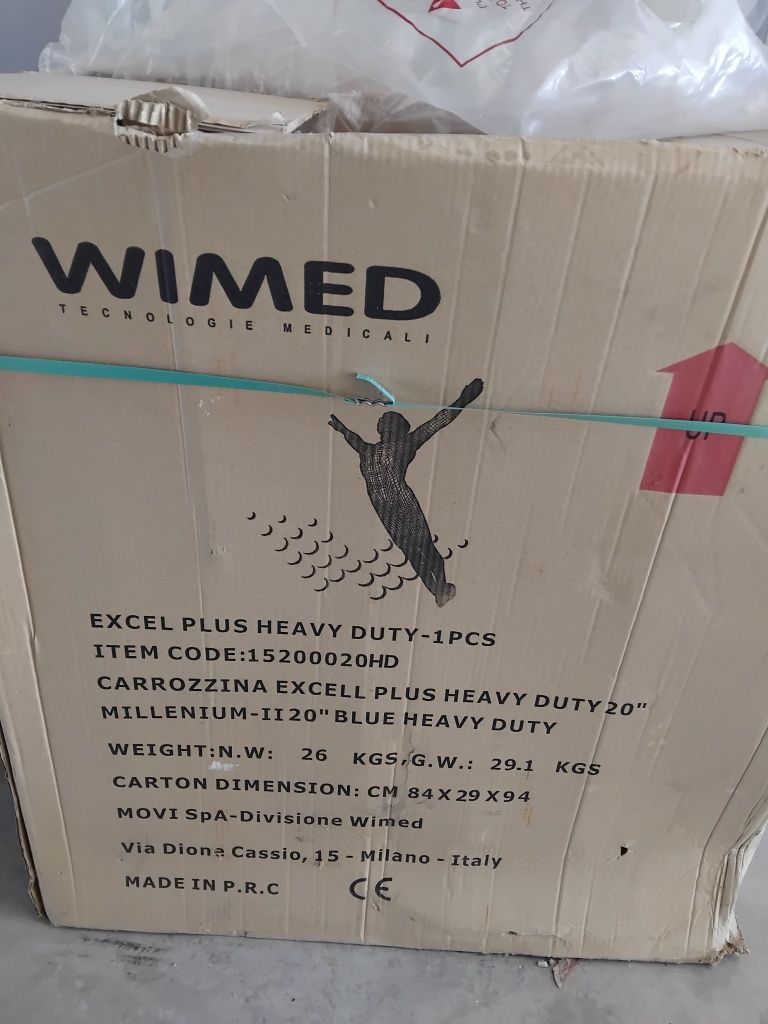 WIMED
TECNOLOGIE MEDICALI
UP
EXCEL PLUS HEAVY DUTY-1PCS
ITEM CODE:15200020HD
CARROZZINA EXCELL PLUS HEAVY DUTY 20"
MILLENIUM-II 20" BLUE HEAVY DUTY
WEIGHT:N.W: 26 KGS,G.W.: 29.1 KGS
CARTON DIMENSION: CM 84X29X94
MOVI SpA-Divisione Wimed
Via Dione Cassio, 15 - Milano - Italy
MADE IN P.R.C CE